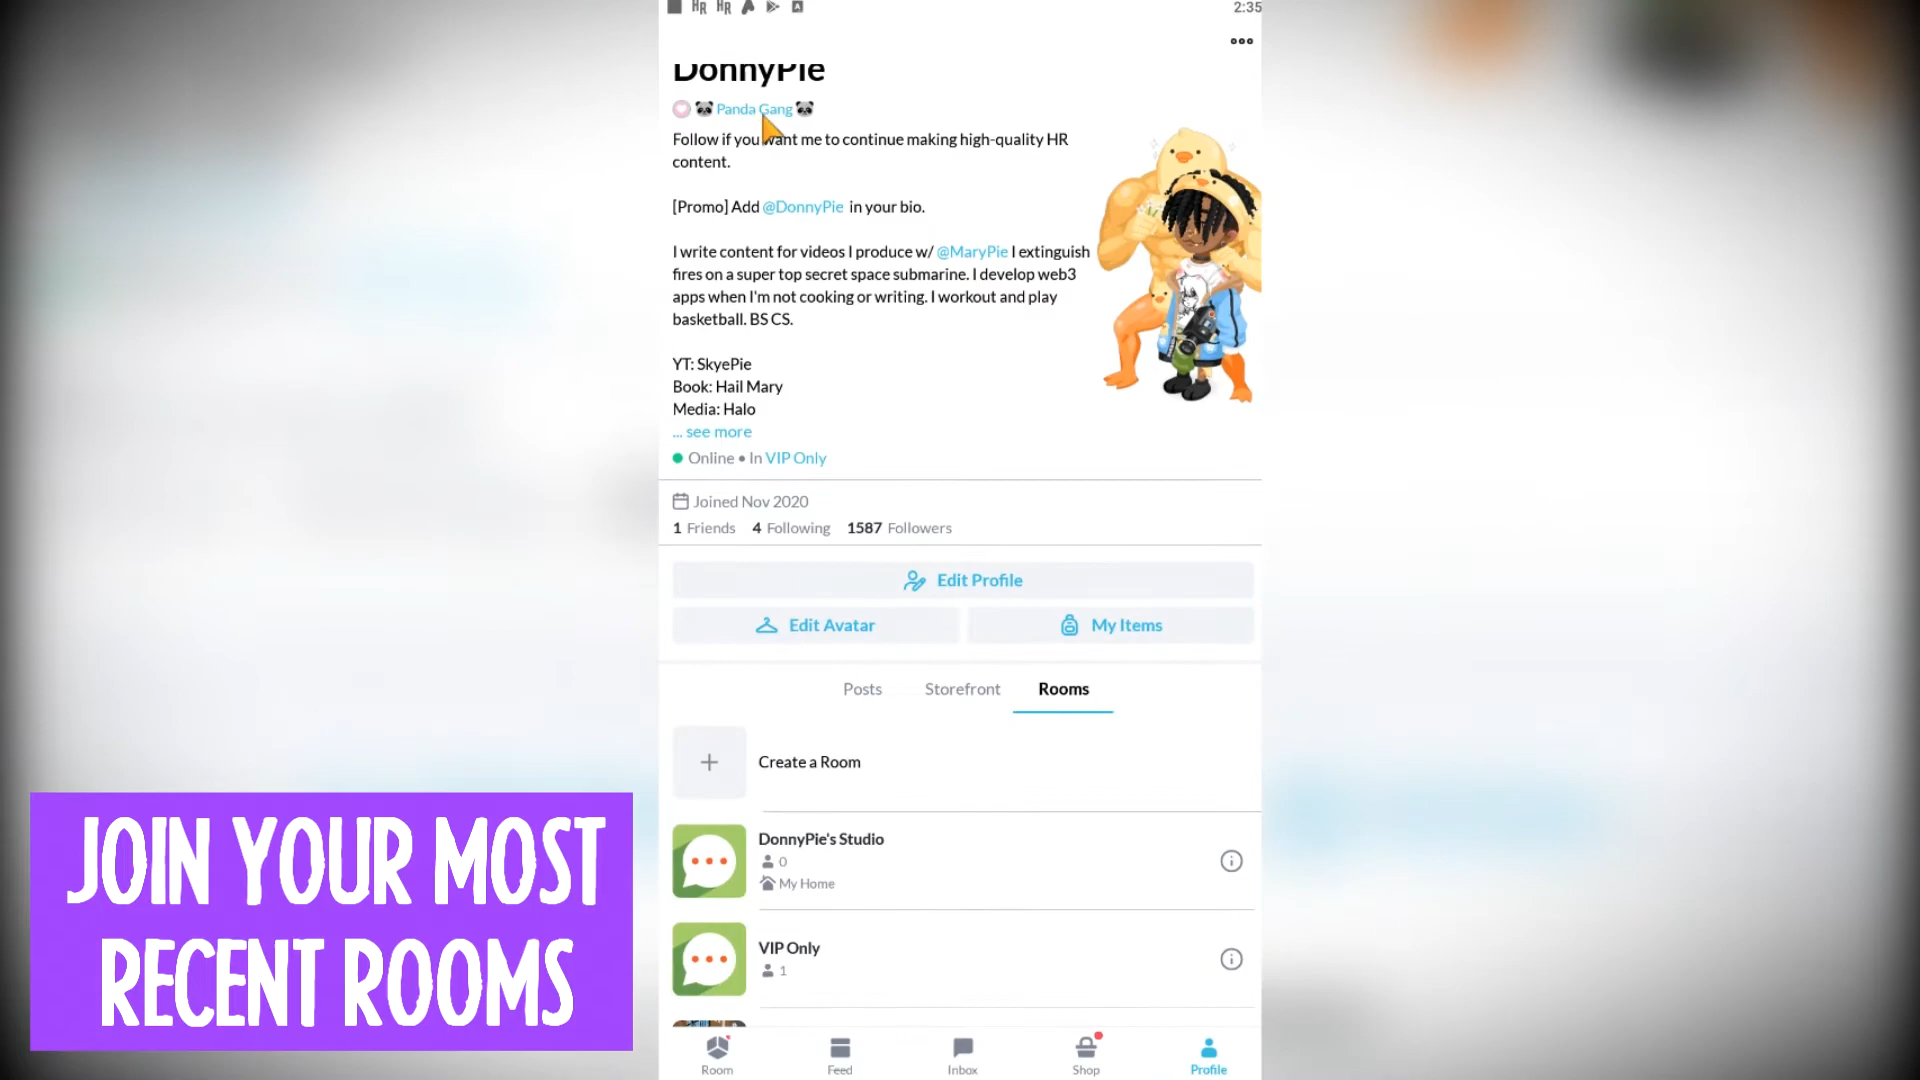 HR HR
2:35
DonnyPie
Panda Gang
Follow if you want me to continue making high-quality HR
content.
[Promo] Add @DonnyPie in your bio.
I write content for videos I produce w/ @MaryPie I extinguish
fires on a super top secret space submarine. I develop web3
apps when I'm not cooking or writing. I workout and play
basketball. BS CS.
YT: SkyePie
Book: Hail Mary
Media: Halo
... see more
Online • In VIP Only
Joined Nov 2020
1 Friends 4 Following 1587 Followers
Edit Profile
Edit Avatar
My Items
Posts
Storefront
Rooms
Create a Room
DonnyPie's Studio
0
My Home
VIP Only
1
Room
Feed
Inbox
Shop
Profile
JOIN YOUR MOST
RECENT ROOMS